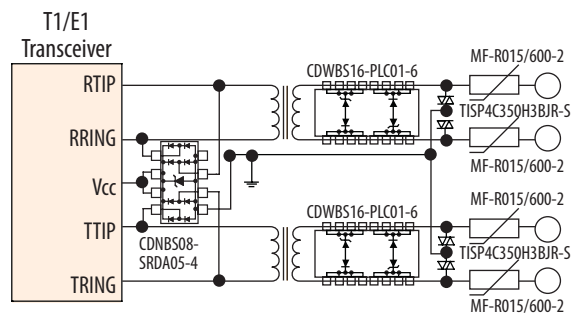 T1/E1
Transceiver
RTIP
RRING
Vcc
TTIP
TRING
CDNBS08-
SRDA05-4
CDWBS16-PLC01-6
MF-R015/600-2
TISP4C350H3BJR-S
MF-R015/600-2
CDWBS16-PLC01-6
MF-R015/600-2
TISP4C350H3BJR-S
MF-R015/600-2